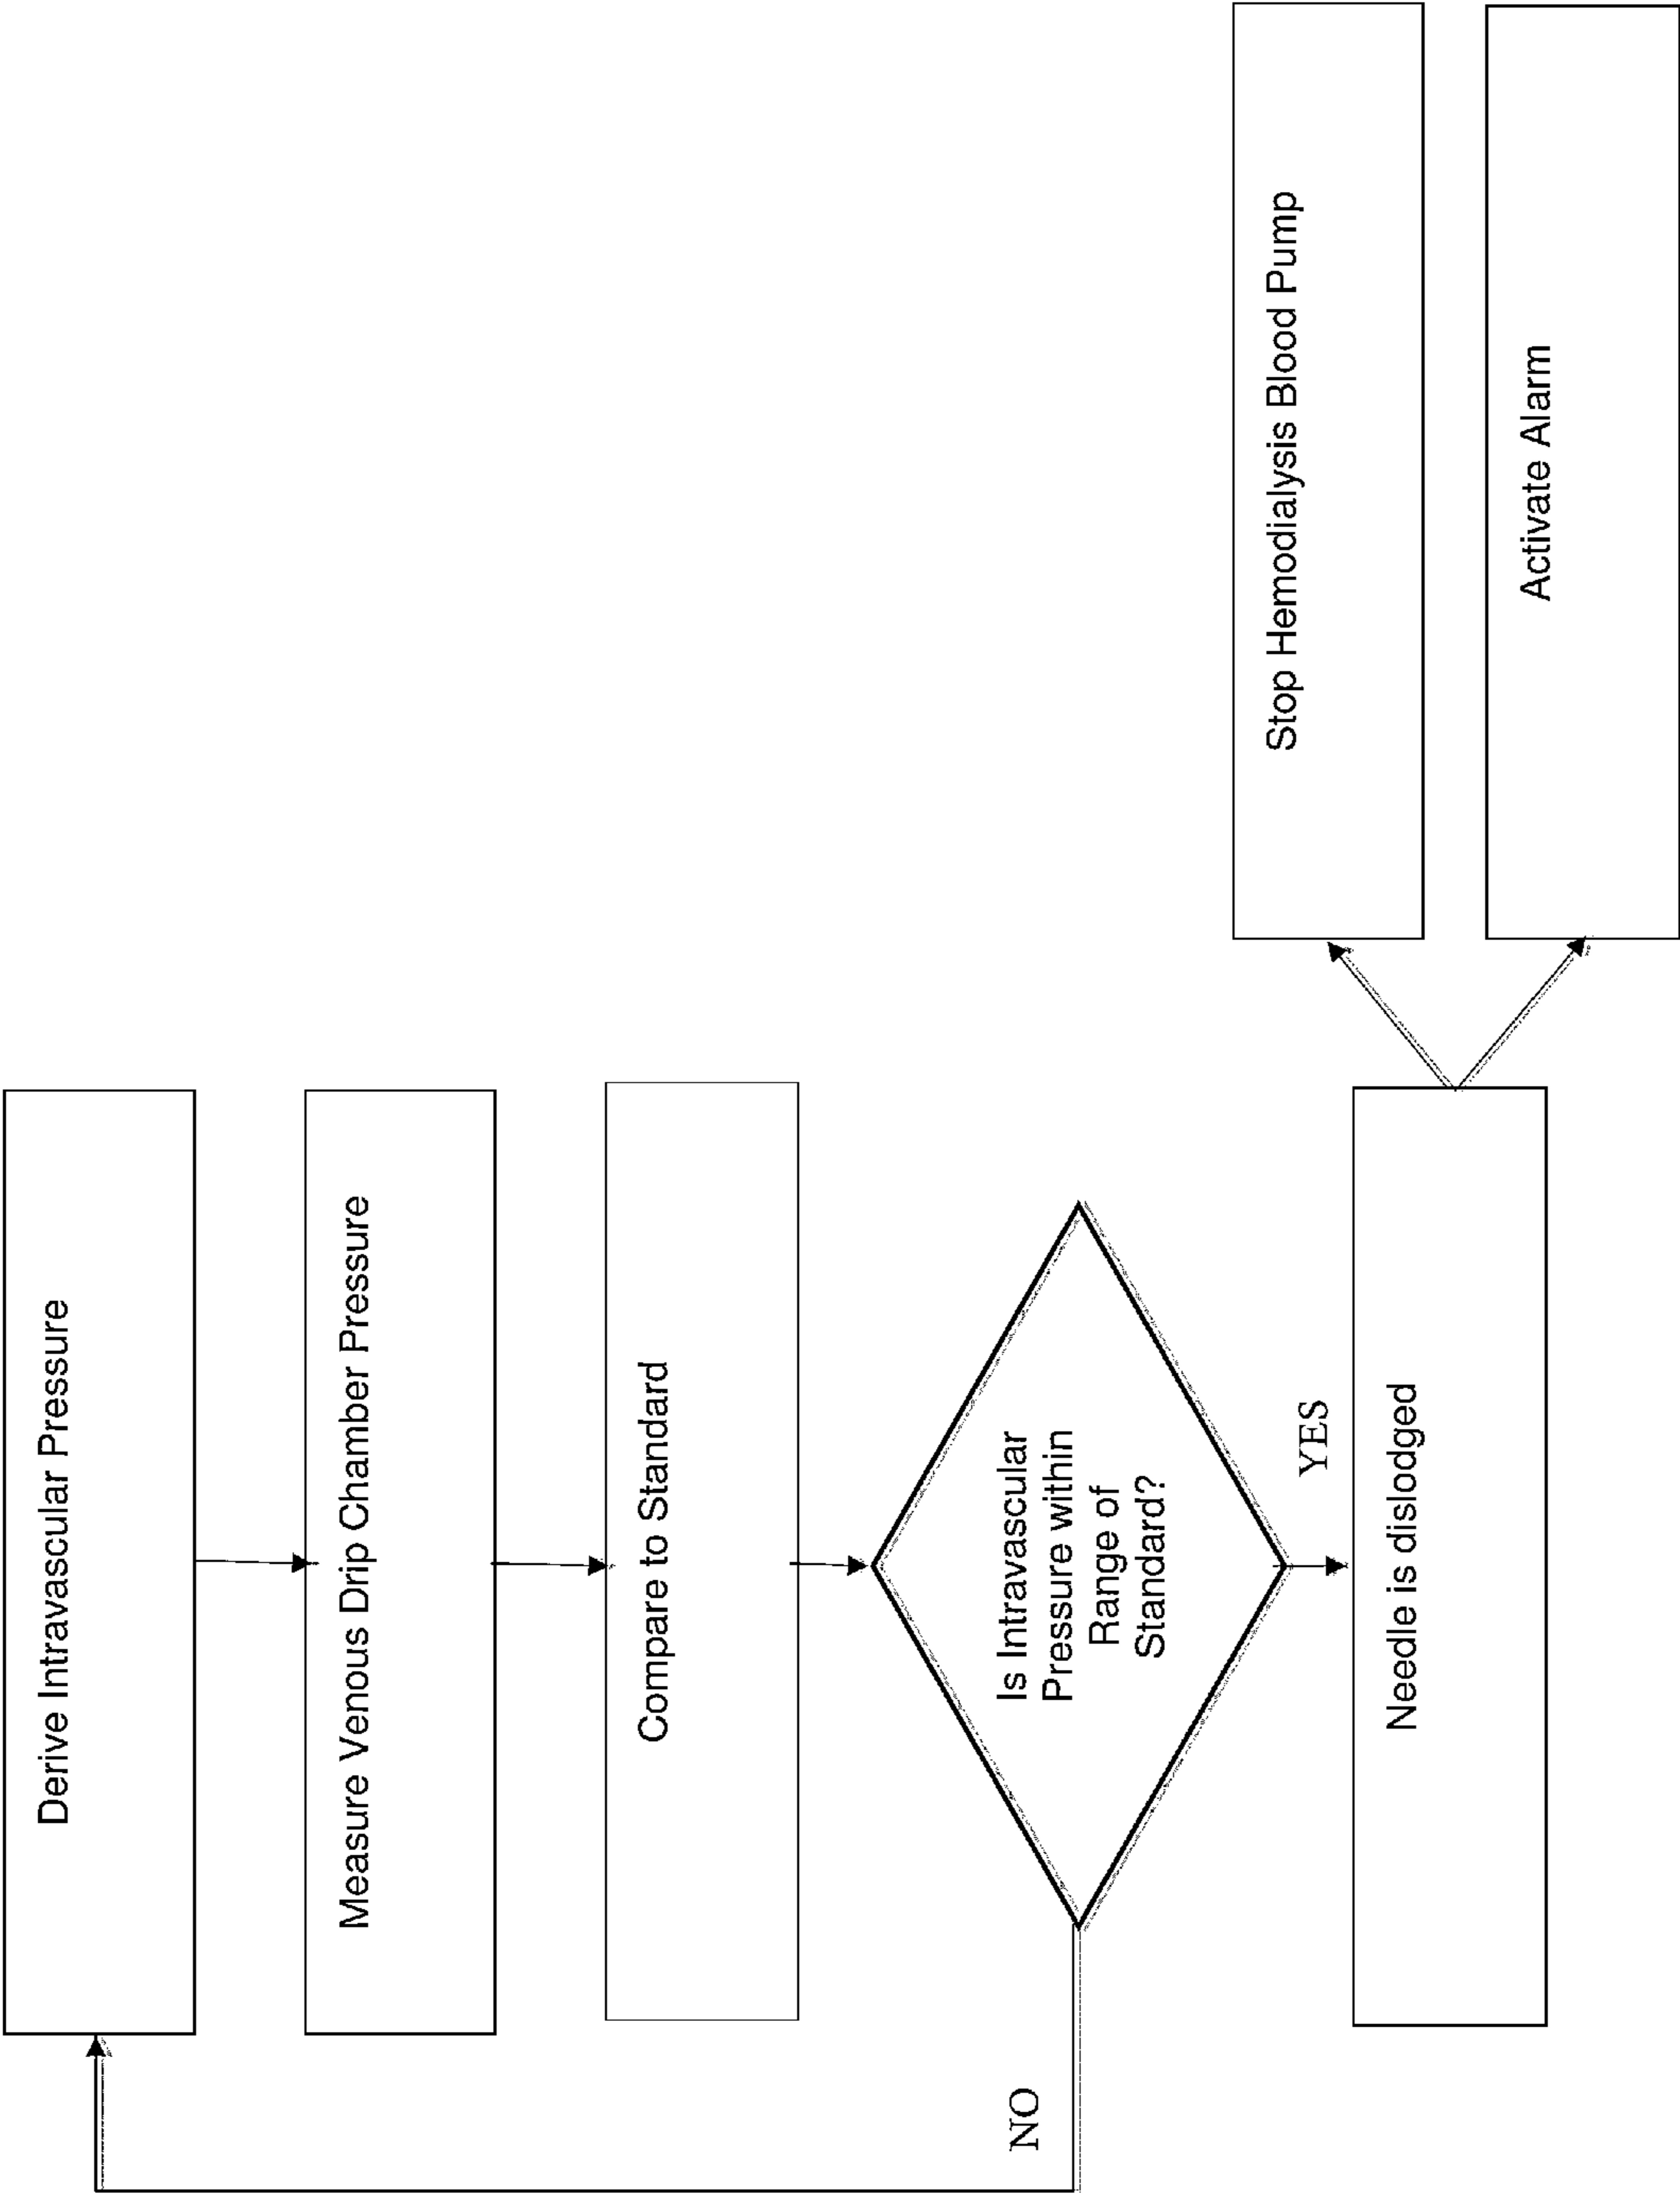 Derive Intravascular Pressure
Measure Venous Drip Chamber Pressure
Compare to Standard
Is Intravascular
Pressure within
Range of
Standard?
NO
YES
Needle is dislodged
Stop Hemodialysis Blood Pump
Activate Alarm